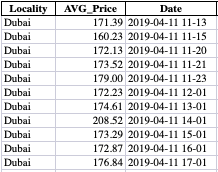 Locality AVG_Price Date
Dubai 171.39 2019-04-11 11-13
Dubai 160.23 2019-04-11 11-15
Dubai 172.13 2019-04-11 11-20
Dubai 173.52 2019-04-11 11-21
Dubai 179.00 2019-04-11 11-23
Dubai 172.23 2019-04-11 12-01
Dubai 174.61 2019-04-11 13-01
Dubai 208.52 2019-04-11 14-01
Dubai 173.29 2019-04-11 15-01
Dubai 172.87 2019-04-11 16-01
Dubai 176.84 2019-04-11 17-01